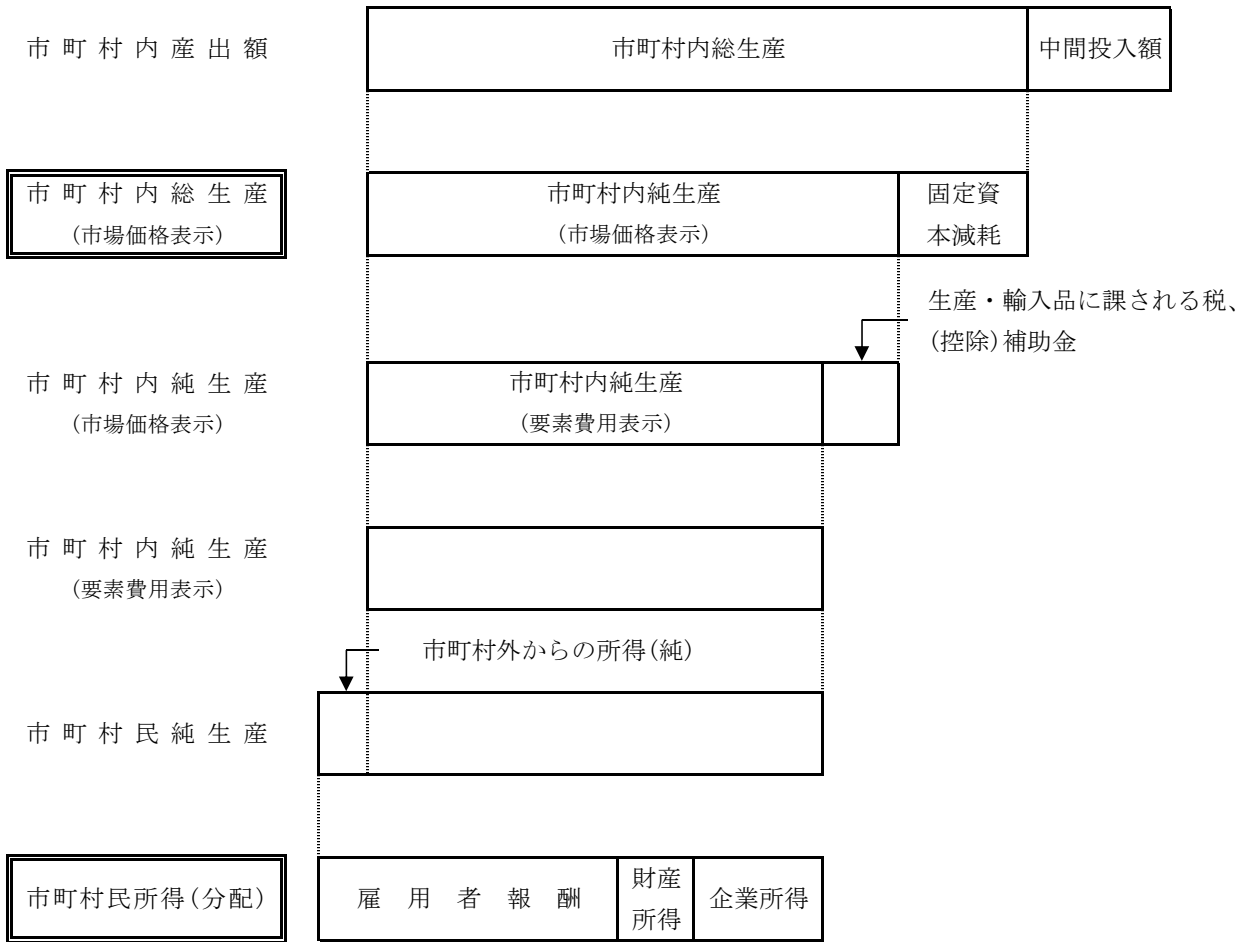 市町村内産出額
市町村内総生産
中間投入額
市町村内総生産
(市場価格表示)
市町村内純生産
(市場価格表示)
固定資
本減耗
生産・輸入品に課される税、
(控除)補助金
市町村内純生産
(市場価格表示)
市町村内純生産
(要素費用表示)
市町村内純生産
(要素費用表示)
市町村外からの所得(純)
市町村民純生産
市町村民所得(分配)
雇用者報酬
財産
所得
企業所得